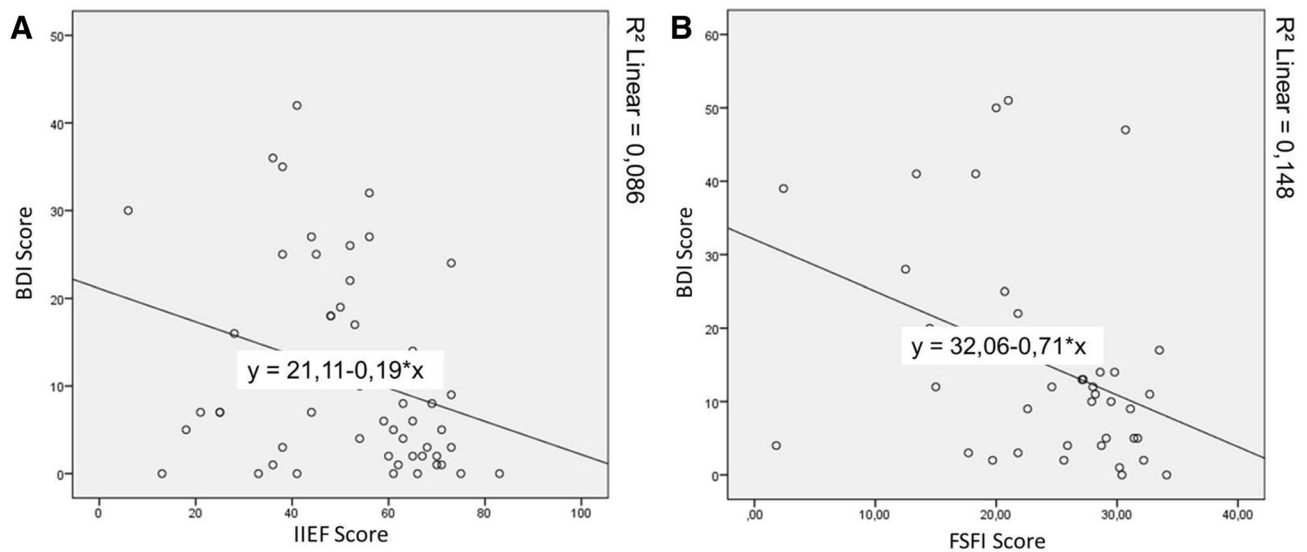 A
50
40
30
20
10
0
BDI Score
y = 21,11-0,19*x
0 20 40 60 80 100
IIEF Score
R² Linear = 0,086
B
60
50
40
30
20
10
0
BDI Score
y = 32,06-0,71*x
,00 10,00 20,00 30,00 40,00
FSFI Score
R² Linear = 0,148